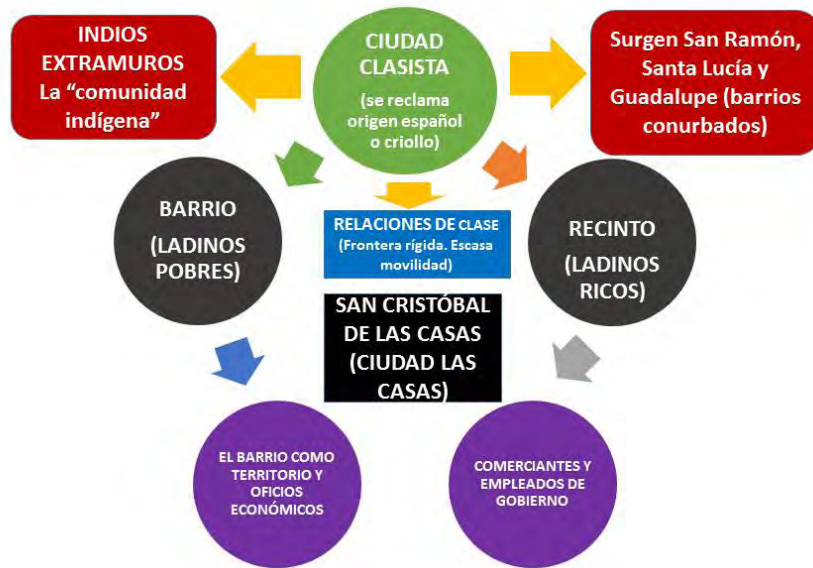 INDIOS
EXTRAMUROS
La “comunidad
indígena”
CIUDAD
CLASISTA
(se reclama
origen español
o criollo)
Surgen San Ramón,
Santa Lucía y
Guadalupe (barrios
conurbados)
BARRIO
(LADINOS
POBRES)
RELACIONES DE CLASE
(Frontera rígida. Escasa
movilidad)
RECINTO
(LADINOS
RICOS)
SAN CRISTÓBAL
DE LAS CASAS
(CIUDAD LAS
CASAS)
EL BARRIO COMO
TERRITORIO Y
OFICIOS
ECONÓMICOS
COMERCIANTES Y
EMPLEADOS DE
GOBIERNO